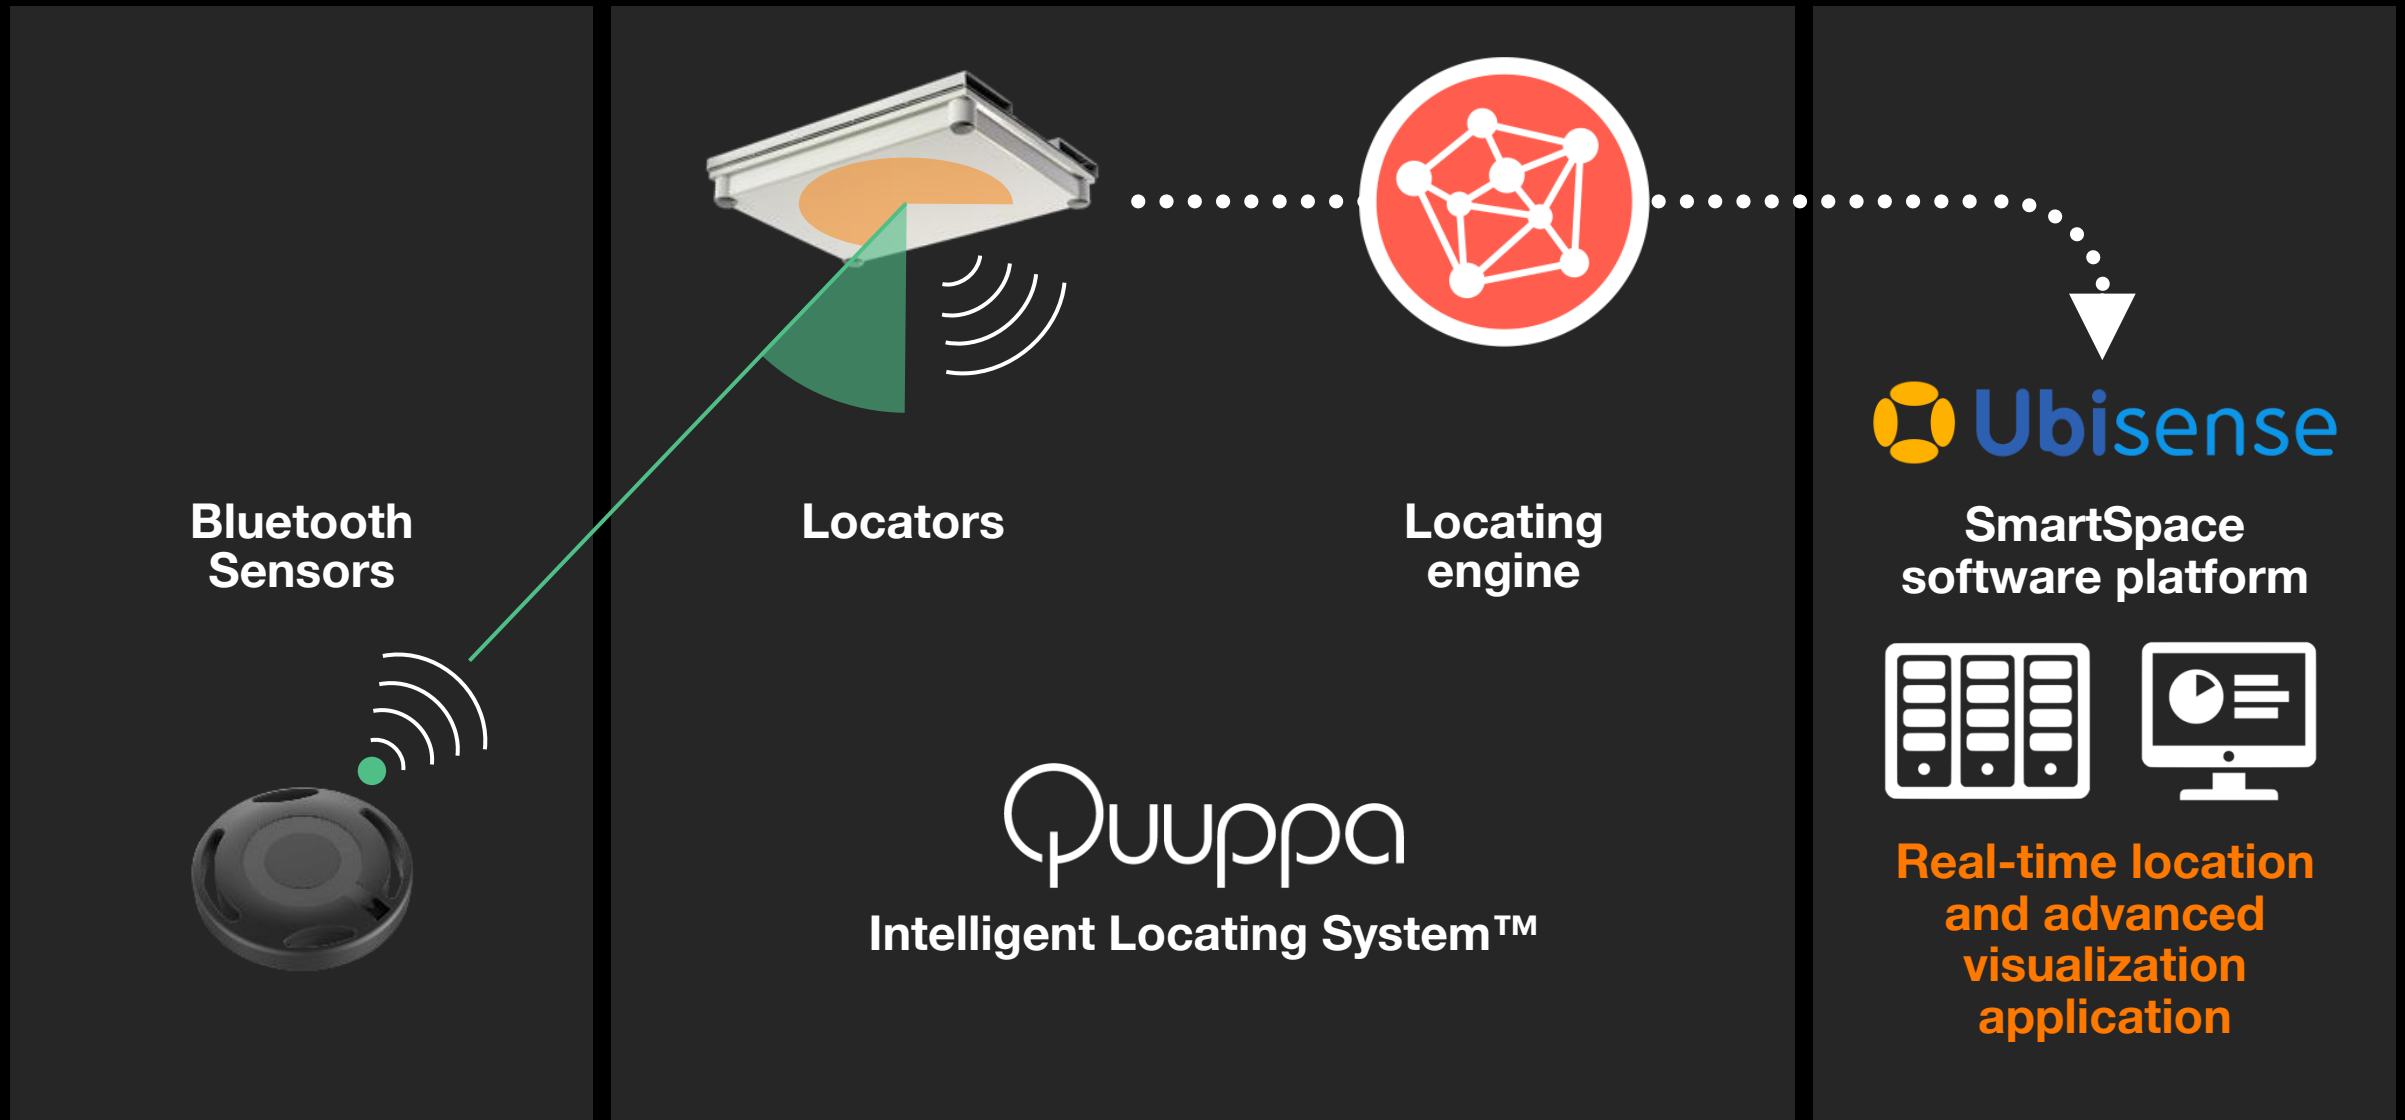 Bluetooth
Sensors
Locators
Locating
engine
Quuppa
Intelligent Locating System™
Ubisense
SmartSpace
software platform
Real-time location
and advanced
visualization
application